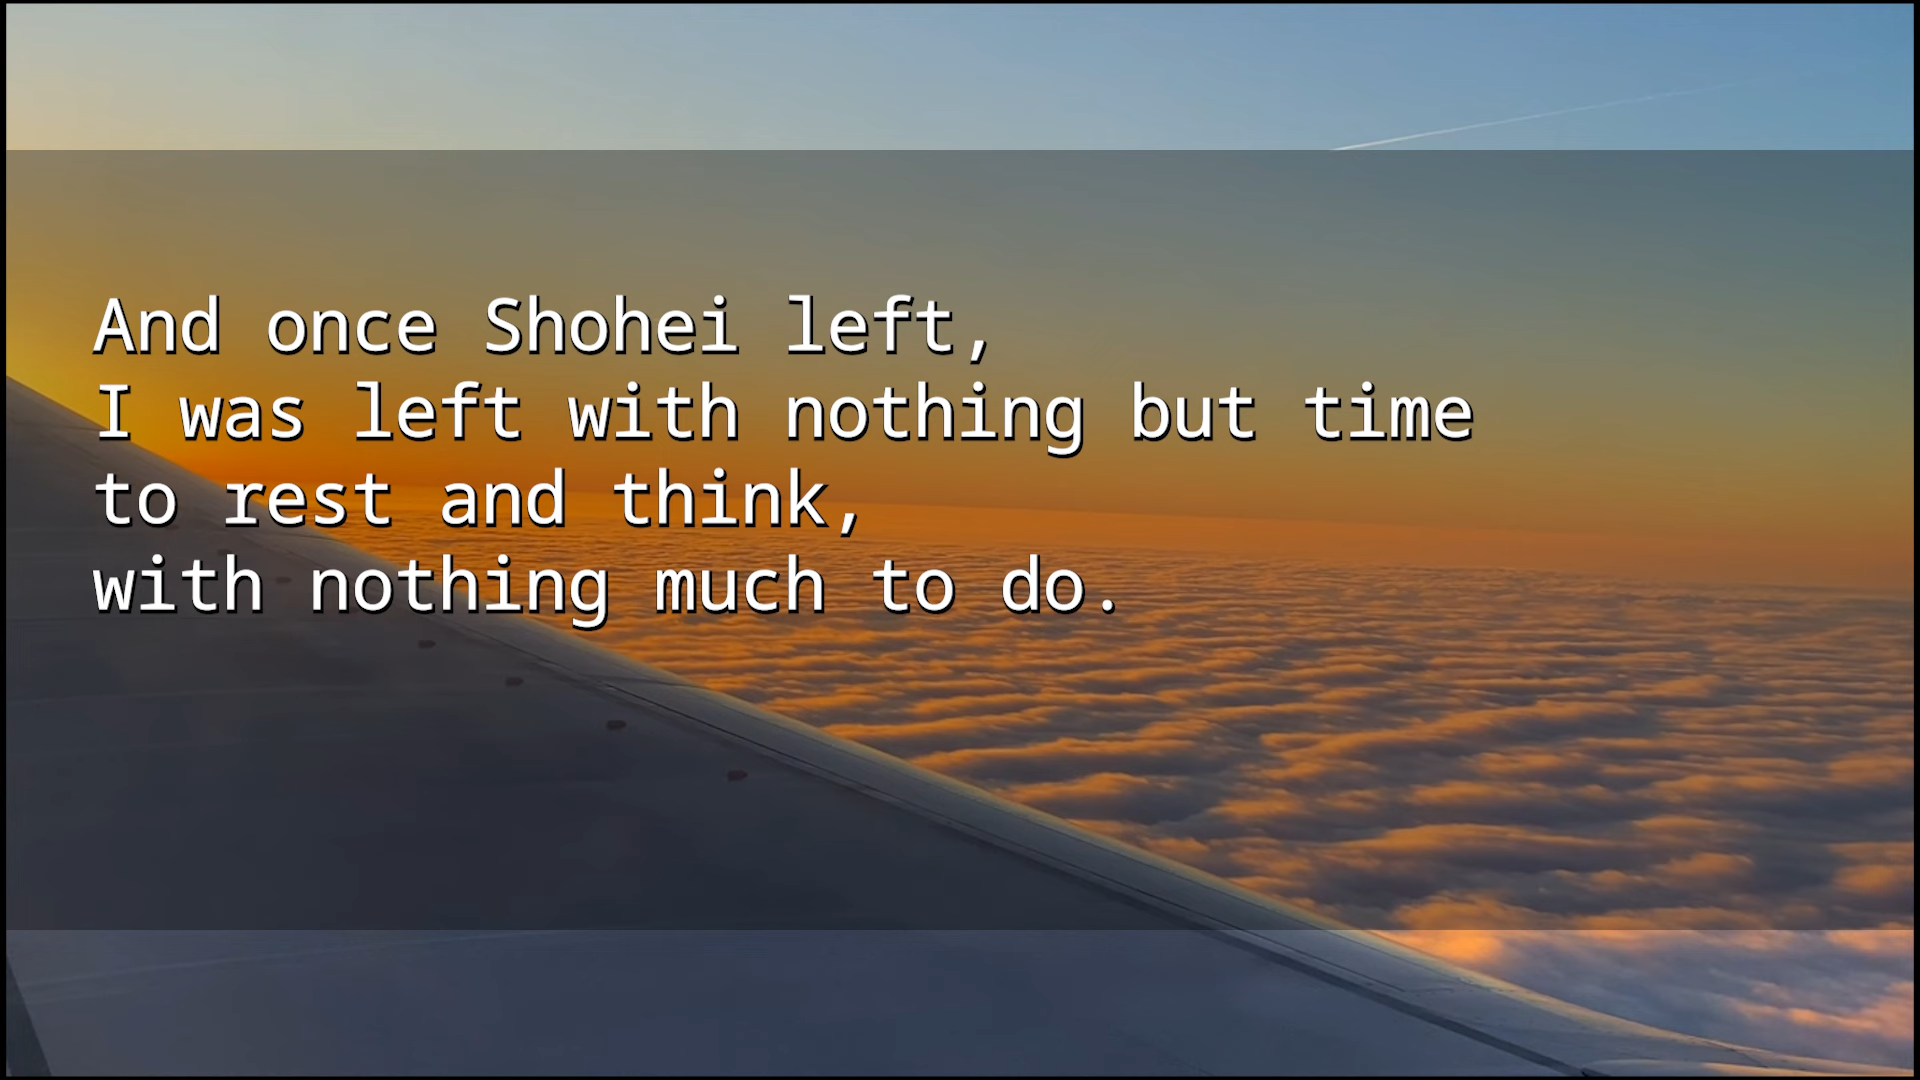 And once Shohei left,
I was left with nothing but time
to rest and think,
with nothing much to do.